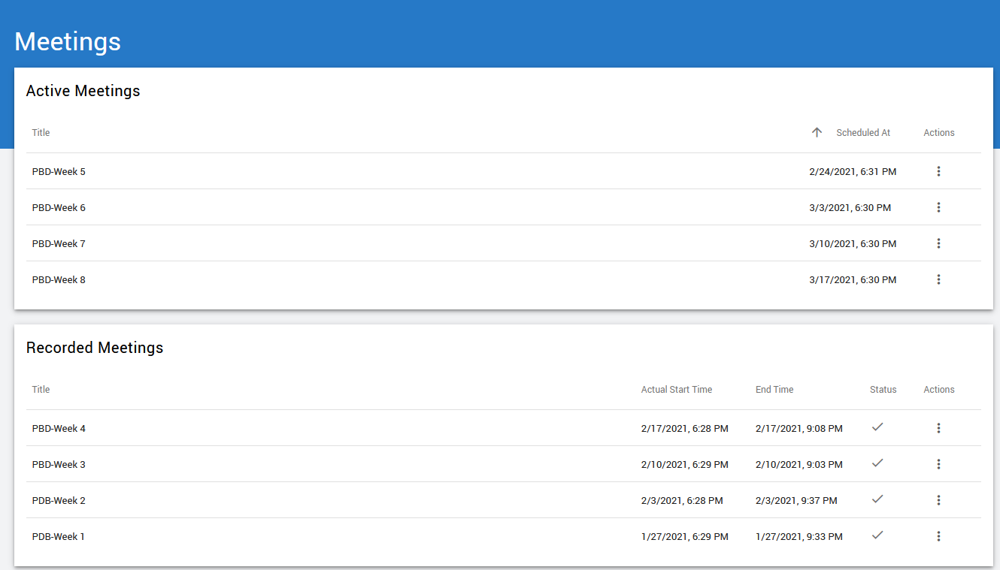 Meetings
Active Meetings
Title Scheduled At Actions
PBD-Week 5 2/24/2021, 6:31 PM
PBD-Week 6 3/3/2021, 6:30 PM
PBD-Week 7 3/10/2021, 6:30 PM
PBD-Week 8 3/17/2021, 6:30 PM
Recorded Meetings
Title Actual Start Time End Time Status Actions
PBD-Week 4 2/17/2021, 6:28 PM 2/17/2021, 9:08 PM
PBD-Week 3 2/10/2021, 6:29 PM 2/10/2021, 9:03 PM
PDB-Week 2 2/3/2021, 6:28 PM 2/3/2021, 9:37 PM
PDB-Week 1 1/27/2021, 6:29 PM 1/27/2021, 9:33 PM